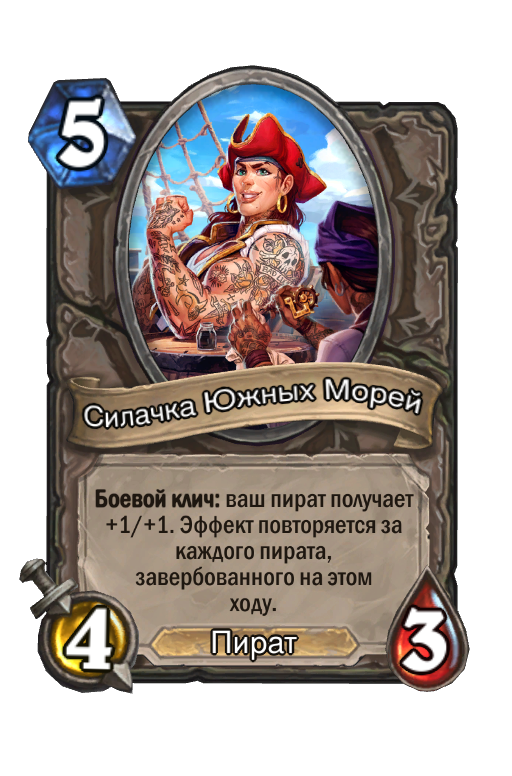 5
Силачка Южных Морей
Боевой клич: ваш пират получает
+1/+1. Эффект повторяется за
каждого пирата,
завербованного на этом
ходу.
4
Пират
3